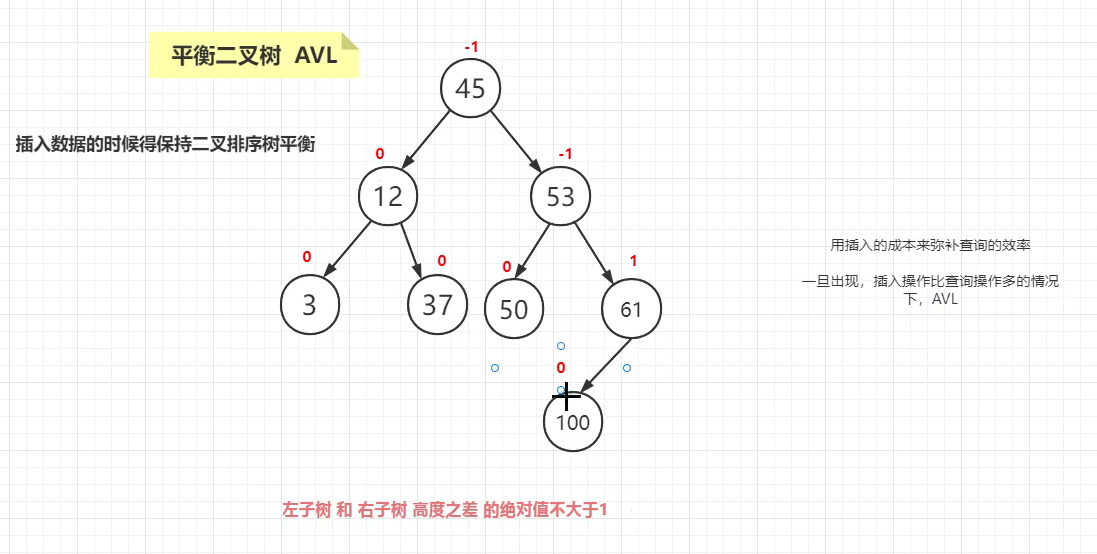 平衡二叉树 AVL
插入数据的时候得保持二叉排序树平衡
-1
45
0
-1
12
53
0
0
0
1
3
37
50
61
0
100
用插入的成本来弥补查询的效率
一旦出现，插入操作比查询操作多的情况
下，AVL
左子树 和 右子树 高度之差 的绝对值不大于1